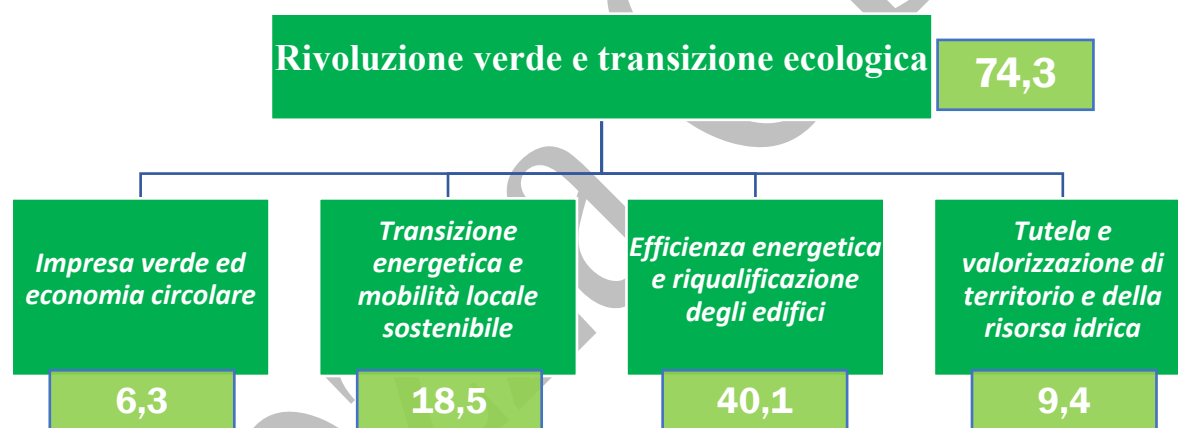 Rivoluzione verde e transizione ecologica
74,3
Impresa verde ed
economia circolare
6,3
Transizione
energetica e
mobilità locale
sostenibile
18,5
Efficienza energetica
e riqualificazione
degli edifici
40,1
Tutela e
valorizzazione di
territorio e della
risorsa idrica
9,4